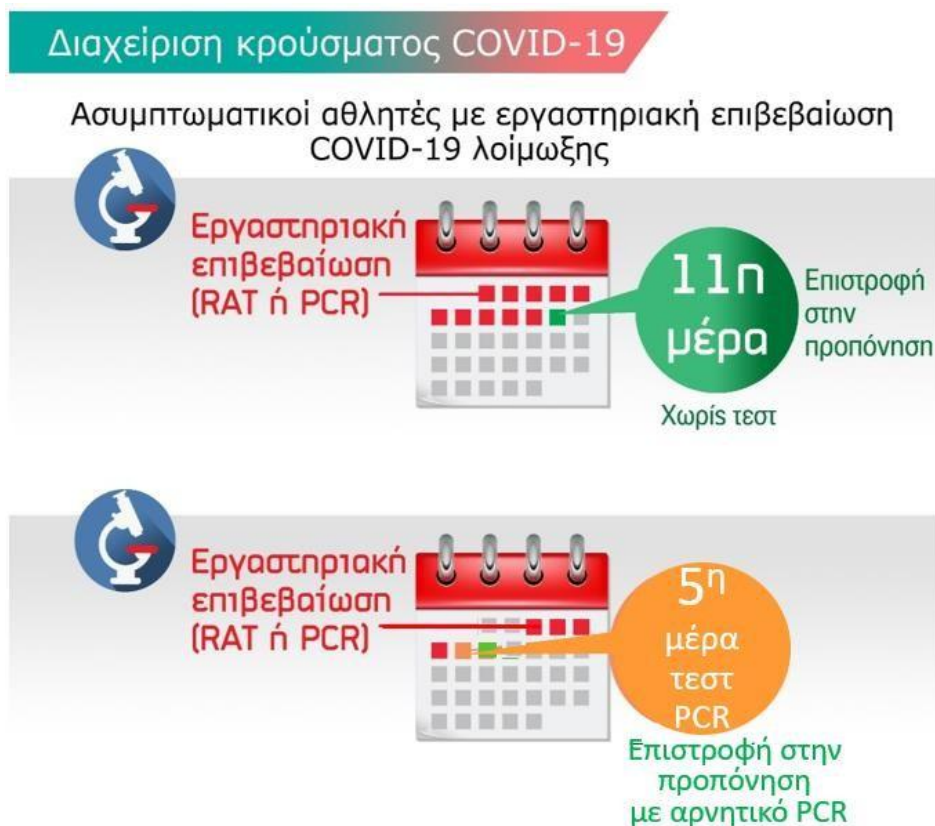 Διαχείριση κρούσματος COVID-19
Ασυμπτωματικοί αθλητές με εργαστηριακή επιβεβαίωση
COVID-19 λοίμωξης
Εργαστηριακή
επιβεβαίωση
(RAT ή PCR)
11η
μέρα
Επιστροφή
στην
προπόνηση
Χωρίς τεστ
Εργαστηριακή
επιβεβαίωση
(RAT ή PCR)
5η
μέρα
τεστ
PCR
Επιστροφή στην
προπόνηση
με αρνητικό PCR